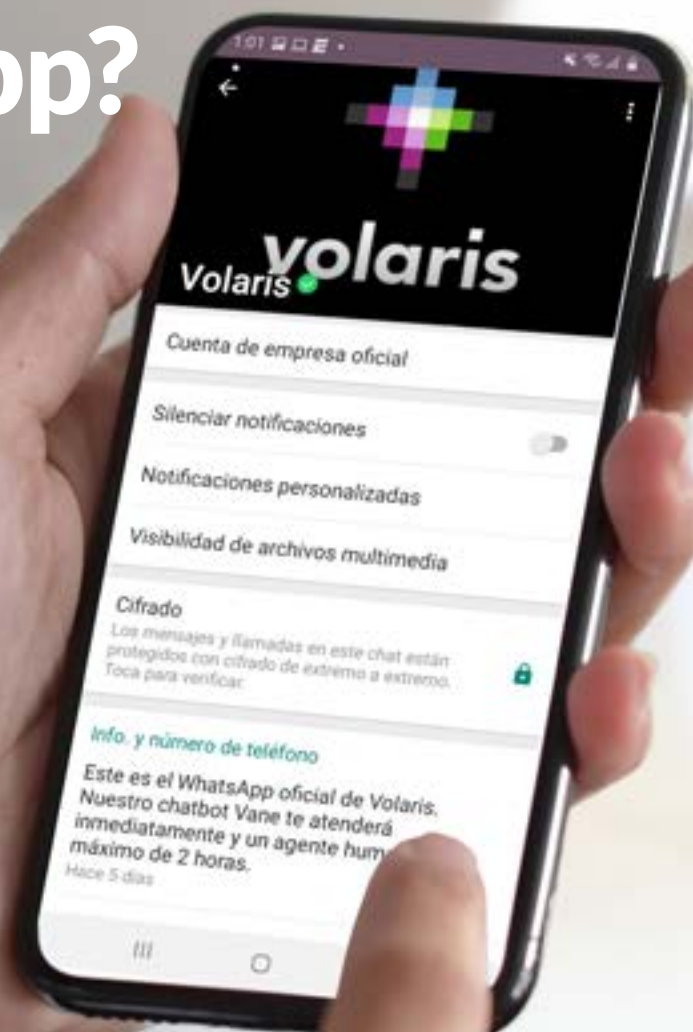 pp?
1:01
volaris
Volaris
Cuenta de empresa oficial
Silenciar notificaciones
Notificaciones personalizadas
Visibilidad de archivos multimedia
Cifrado
Los mensajes y llamadas en este chat están
protegidos con cifrado de extremo a extremo.
Toca para verificar.
Info. y número de teléfono
Este es el WhatsApp oficial de Volaris.
Nuestro chatbot Vane te atenderá
inmediatamente y un agente
máximo de 2 horas.
Hace 5 días